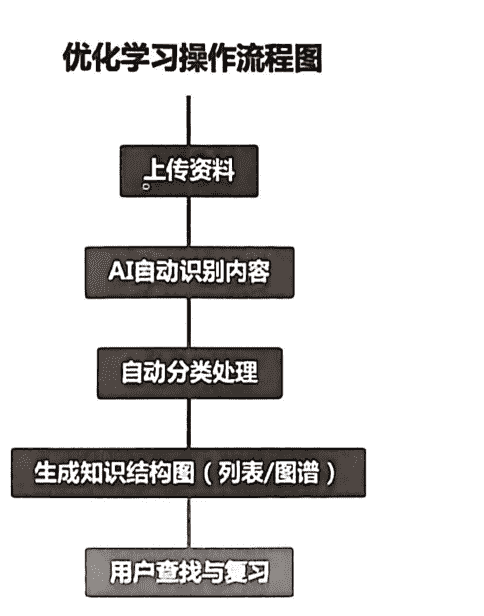 优化学习操作流程图
上传资料
AI自动识别内容
自动分类处理
生成知识结构图（列表/图谱）
用户查找与复习